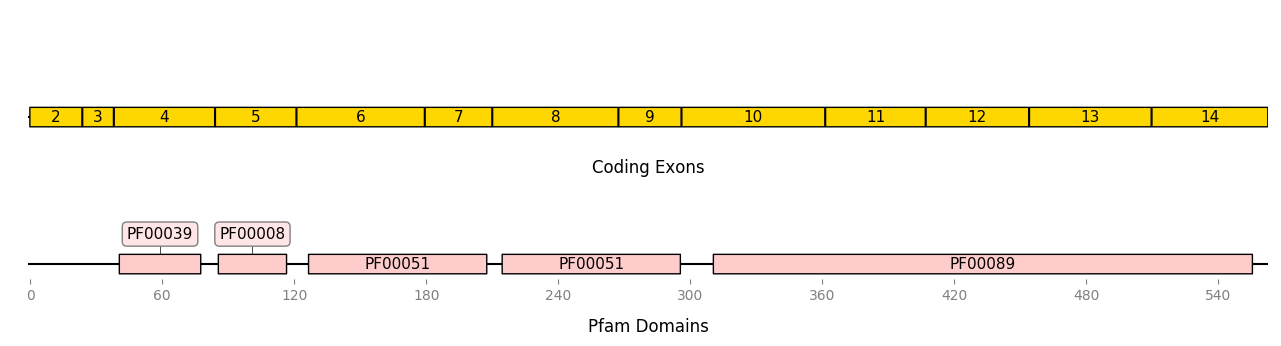 2 3 4 5 6 7 8 9 10 11 12 13 14
Coding Exons
PF00039 PF00008
PF00051 PF00051 PF00089
0 60 120 180 240 300 360 420 480 540
Pfam Domains